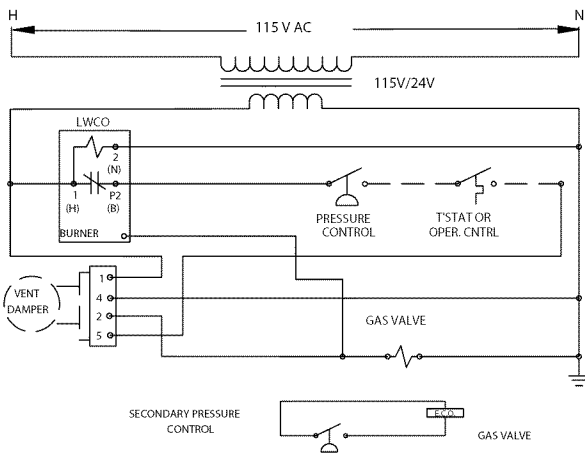 H
N
115 V AC
115V/24V
LWCO
2
(N)
1
(H)
P2
(B)
BURNER
PRESSURE
CONTROL
T'STAT OR
OPER. CNTRL
VENT
DAMPER
1
4
2
5
GAS VALVE
SECONDARY PRESSURE
CONTROL
E.C.O.
GAS VALVE